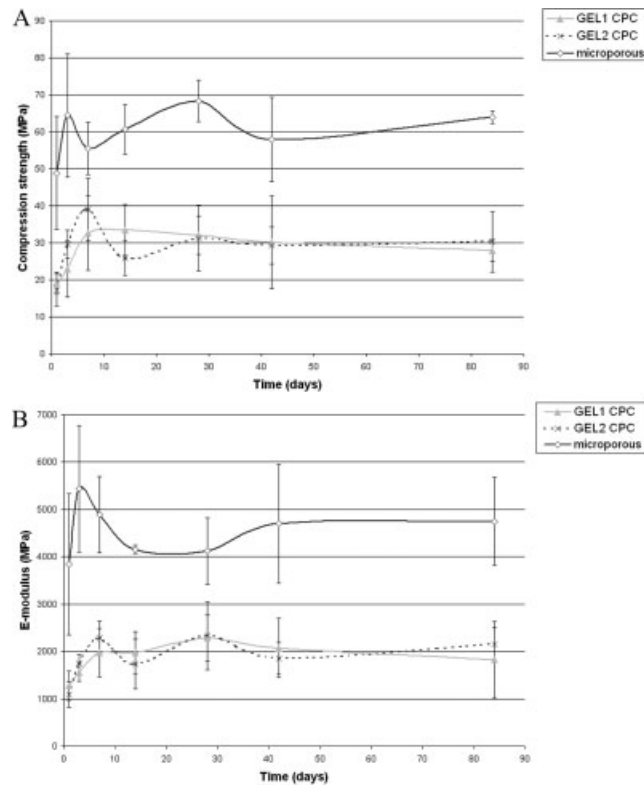 A
GEL1 CPC
GEL2 CPC
microporous
Compression strength (MPa)
90
80
70
60
50
40
30
20
10
0
0 10 20 30 40 50 60 70 80 90
Time (days)
B
GEL1 CPC
GEL2 CPC
microporous
E-modulus (MPa)
7000
6000
5000
4000
3000
2000
1000
0
0 10 20 30 40 50 60 70 80 90
Time (days)